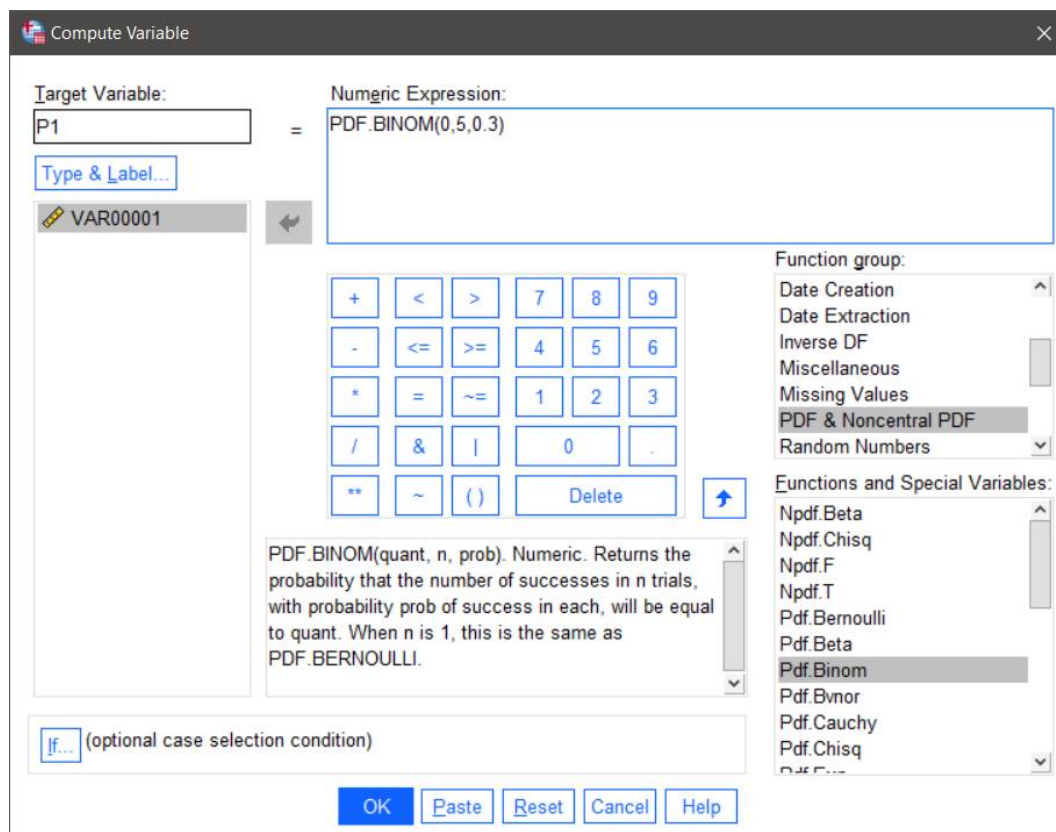 Compute Variable
Target Variable:
P1
=
Numeric Expression:
PDF.BINOM(0,5,0.3)
Type & Label...
VAR00001
+ < > 7 8 9
- <= >= 4 5 6
* = ~= 1 2 3
/ & | 0 .
** ~ ( ) Delete
Function group:
Date Creation
Date Extraction
Inverse DF
Miscellaneous
Missing Values
PDF & Noncentral PDF
Random Numbers
Functions and Special Variables:
Npdf.Beta
Npdf.Chisq
Npdf.F
Npdf.T
Pdf.Bernoulli
Pdf.Beta
Pdf.Binom
Pdf.Bvnor
Pdf.Cauchy
Pdf.Chisq
PDF.BINOM(quant, n, prob). Numeric. Returns the
probability that the number of successes in n trials,
with probability prob of success in each, will be equal
to quant. When n is 1, this is the same as
PDF.BERNOULLI.
If... (optional case selection condition)
OK Paste Reset Cancel Help